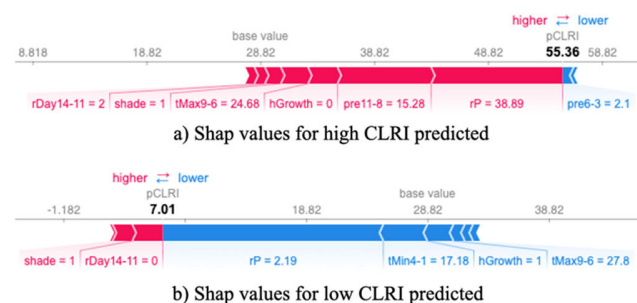 higher lower
base value pCLRI
8.818 18.82 28.82 38.82 48.82 55.36 58.82
rDay14-11 = 2 shade = 1 tMax9-6 = 24.68 hGrowth = 0 pre11-8 = 15.28 rP = 38.89 pre6-3 = 2.1
a) Shap values for high CLRI predicted
higher lower
pCLRI base value
-1.182 7.01 18.82 28.82 38.82
shade = 1 rDay14-11 = 0 rP = 2.19 tMin4-1 = 17.18 hGrowth = 1 tMax9-6 = 27.8
b) Shap values for low CLRI predicted